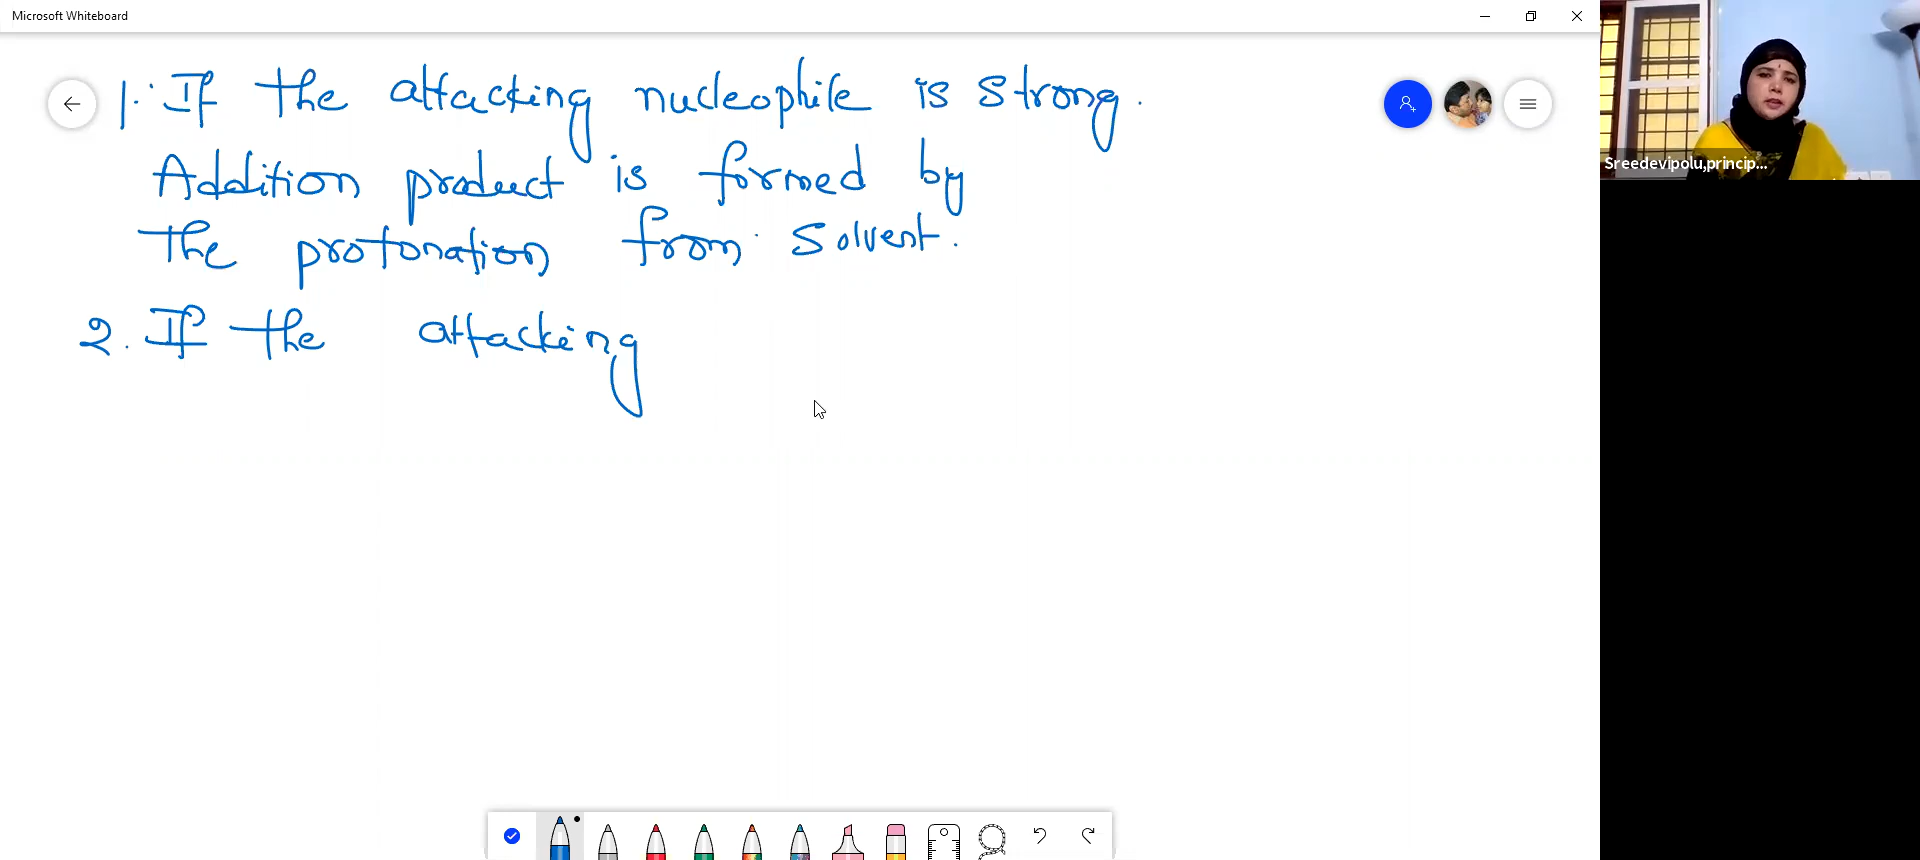 Microsoft Whiteboard
1. If the attacking nucleophile is strong.
Addition product is formed by
the protonation from solvent.
2. If the attacking
Sreedevipolu,princip...